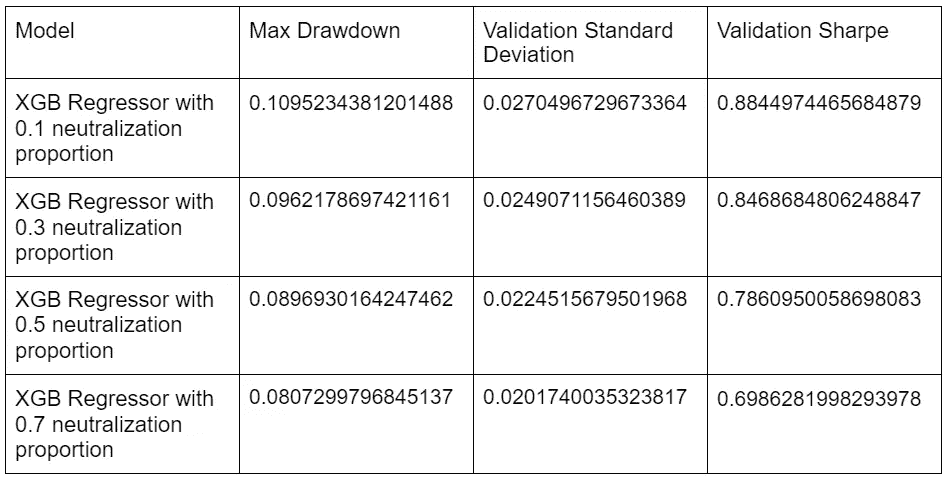 Model
Max Drawdown
Validation Standard
Deviation
Validation Sharpe
XGB Regressor with
0.1 neutralization
proportion
0.1095234381201488
0.0270496729673364
0.8844974465684879
XGB Regressor with
0.3 neutralization
proportion
0.0962178697421161
0.0249071156460389
0.8468684806248847
XGB Regressor with
0.5 neutralization
proportion
0.0896930164247462
0.0224515679501968
0.7860950058698083
XGB Regressor with
0.7 neutralization
proportion
0.0807299796845137
0.0201740035323817
0.6986281998293978